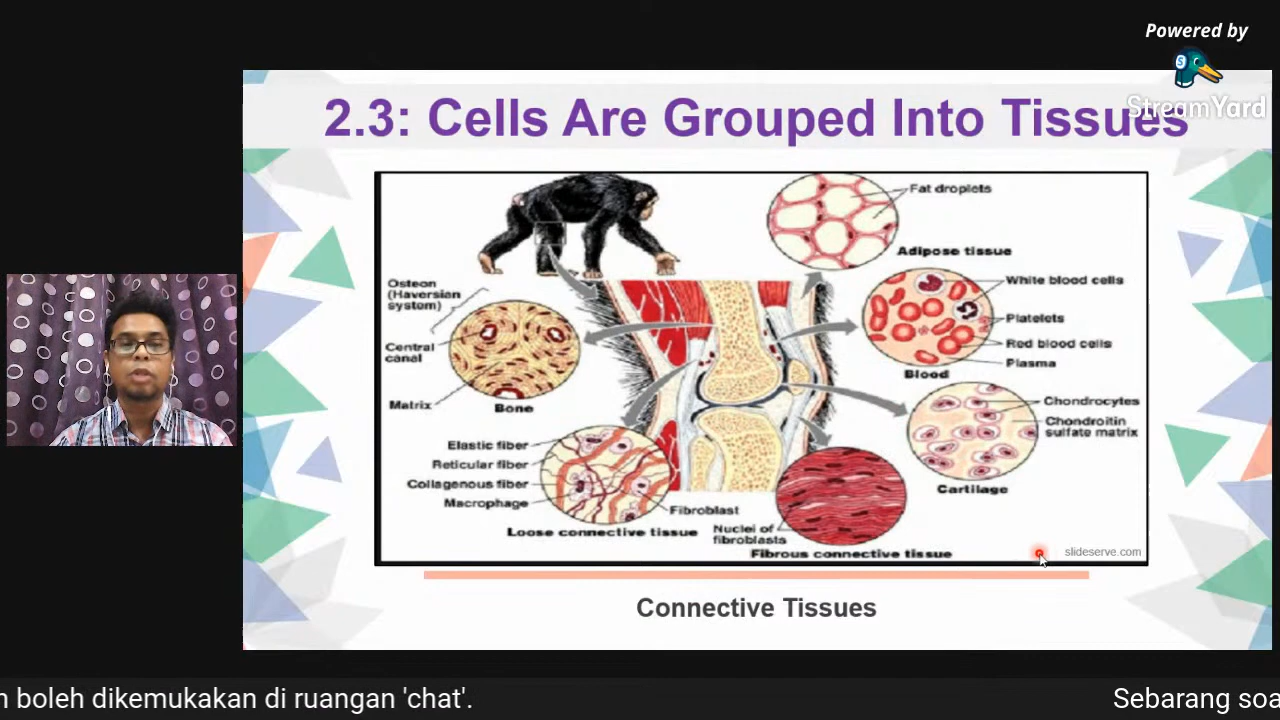 Powered by
StreamYard
2.3: Cells Are Grouped Into Tissues
Fat droplets
Adipose tissue
Osteon
(Haversian
system)
White blood cells
Platelets
Central
canal
Red blood cells
Plasma
Blood
Matrix
Bone
Chondrocytes
Chondroitin
sulfate matrix
Elastic fiber
Reticular fiber
Collagenous fiber
Macrophage
Cartilage
Fibroblast
Loose connective tissue
Nuclei of
fibroblasts
Fibrous connective tissue
slideserve.com
Connective Tissues
n boleh dikemukakan di ruangan 'chat'.
Sebarang soa